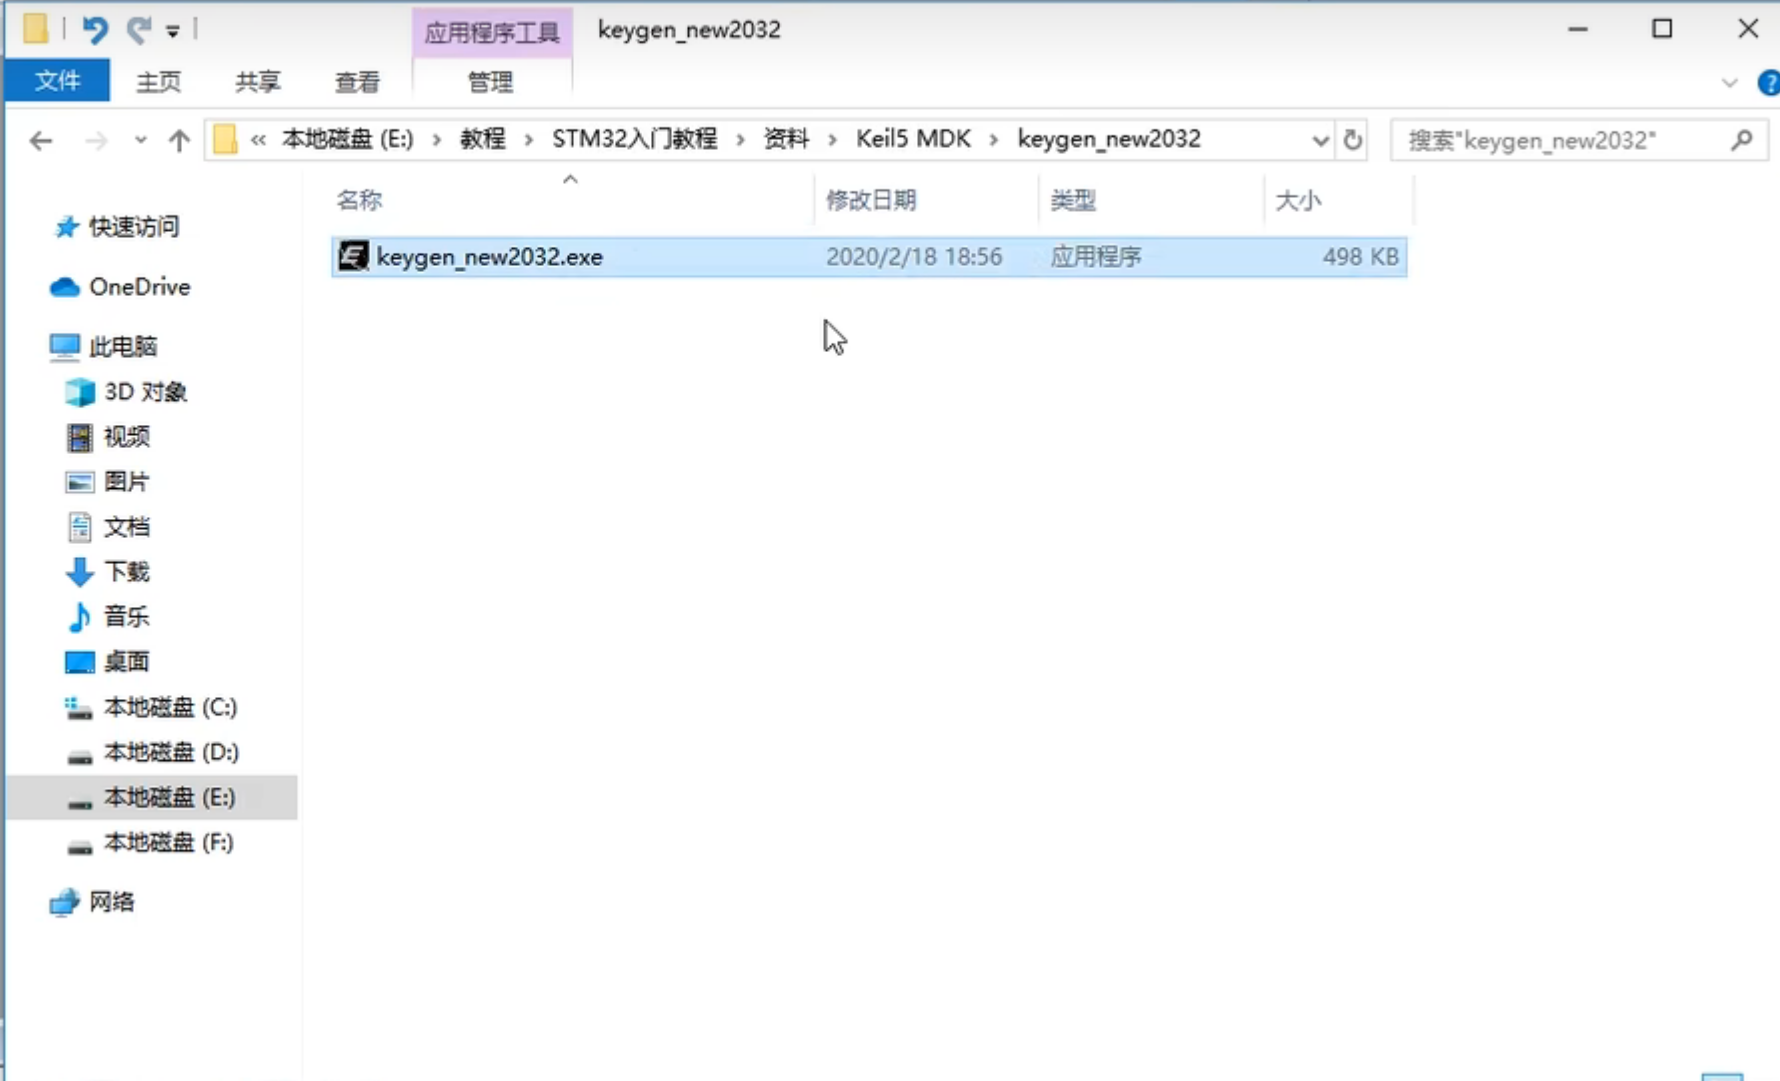 应用程序工具 keygen_new2032
文件 主页 共享 查看 管理
« 本地磁盘 (E:) › 教程 › STM32入门教程 › 资料 › Keil5 MDK › keygen_new2032 搜索"keygen_new2032"
名称 修改日期 类型 大小
keygen_new2032.exe 2020/2/18 18:56 应用程序 498 KB
快速访问
OneDrive
此电脑
3D 对象
视频
图片
文档
下载
音乐
桌面
本地磁盘 (C:)
本地磁盘 (D:)
本地磁盘 (E:)
本地磁盘 (F:)
网络